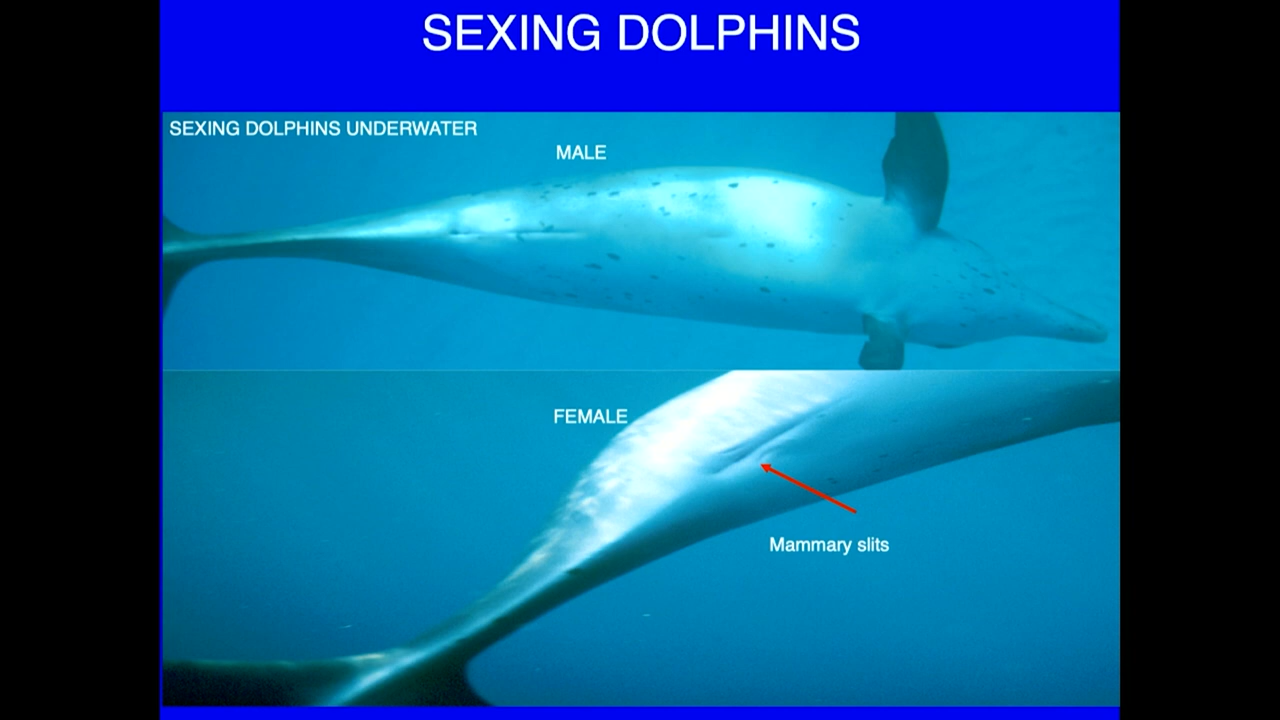 SEXING DOLPHINS
SEXING DOLPHINS UNDERWATER
MALE
FEMALE
Mammary slits